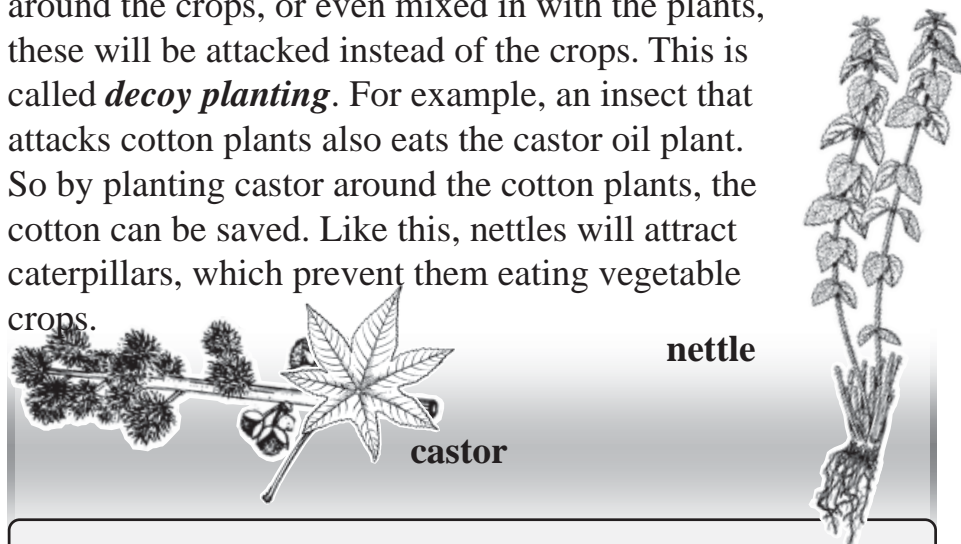 around the crops, or even mixed in with the plants,
these will be attacked instead of the crops. This is
called decoy planting. For example, an insect that
attacks cotton plants also eats the castor oil plant.
So by planting castor around the cotton plants, the
cotton can be saved. Like this, nettles will attract
caterpillars, which prevent them eating vegetable
crops.
nettle
castor